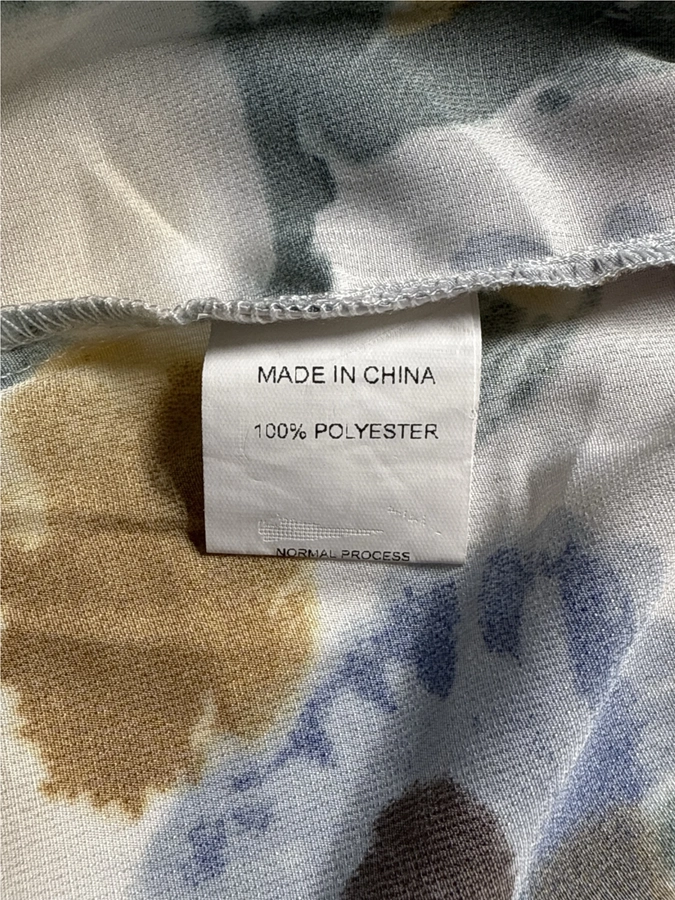 MADE IN CHINA
100% POLYESTER
NORMAL PROCESS